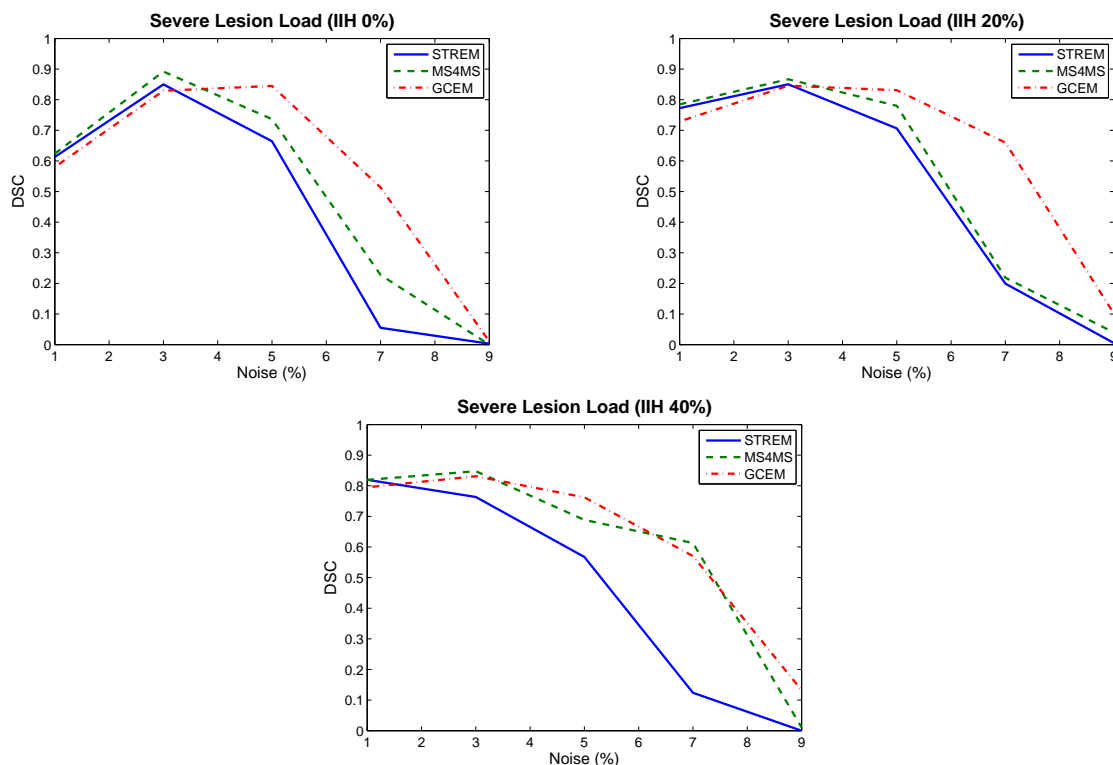 Severe Lesion Load (IIH 0%)
1
0.9
0.8
0.7
0.6
0.5
0.4
0.3
0.2
0.1
0
DSC
STREM
MS4MS
GCEM
1 2 3 4 5 6 7 8 9
Noise (%)
Severe Lesion Load (IIH 20%)
1
0.9
0.8
0.7
0.6
0.5
0.4
0.3
0.2
0.1
0
DSC
STREM
MS4MS
GCEM
1 2 3 4 5 6 7 8 9
Noise (%)
Severe Lesion Load (IIH 40%)
1
0.9
0.8
0.7
0.6
0.5
0.4
0.3
0.2
0.1
0
DSC
STREM
MS4MS
GCEM
1 2 3 4 5 6 7 8 9
Noise (%)